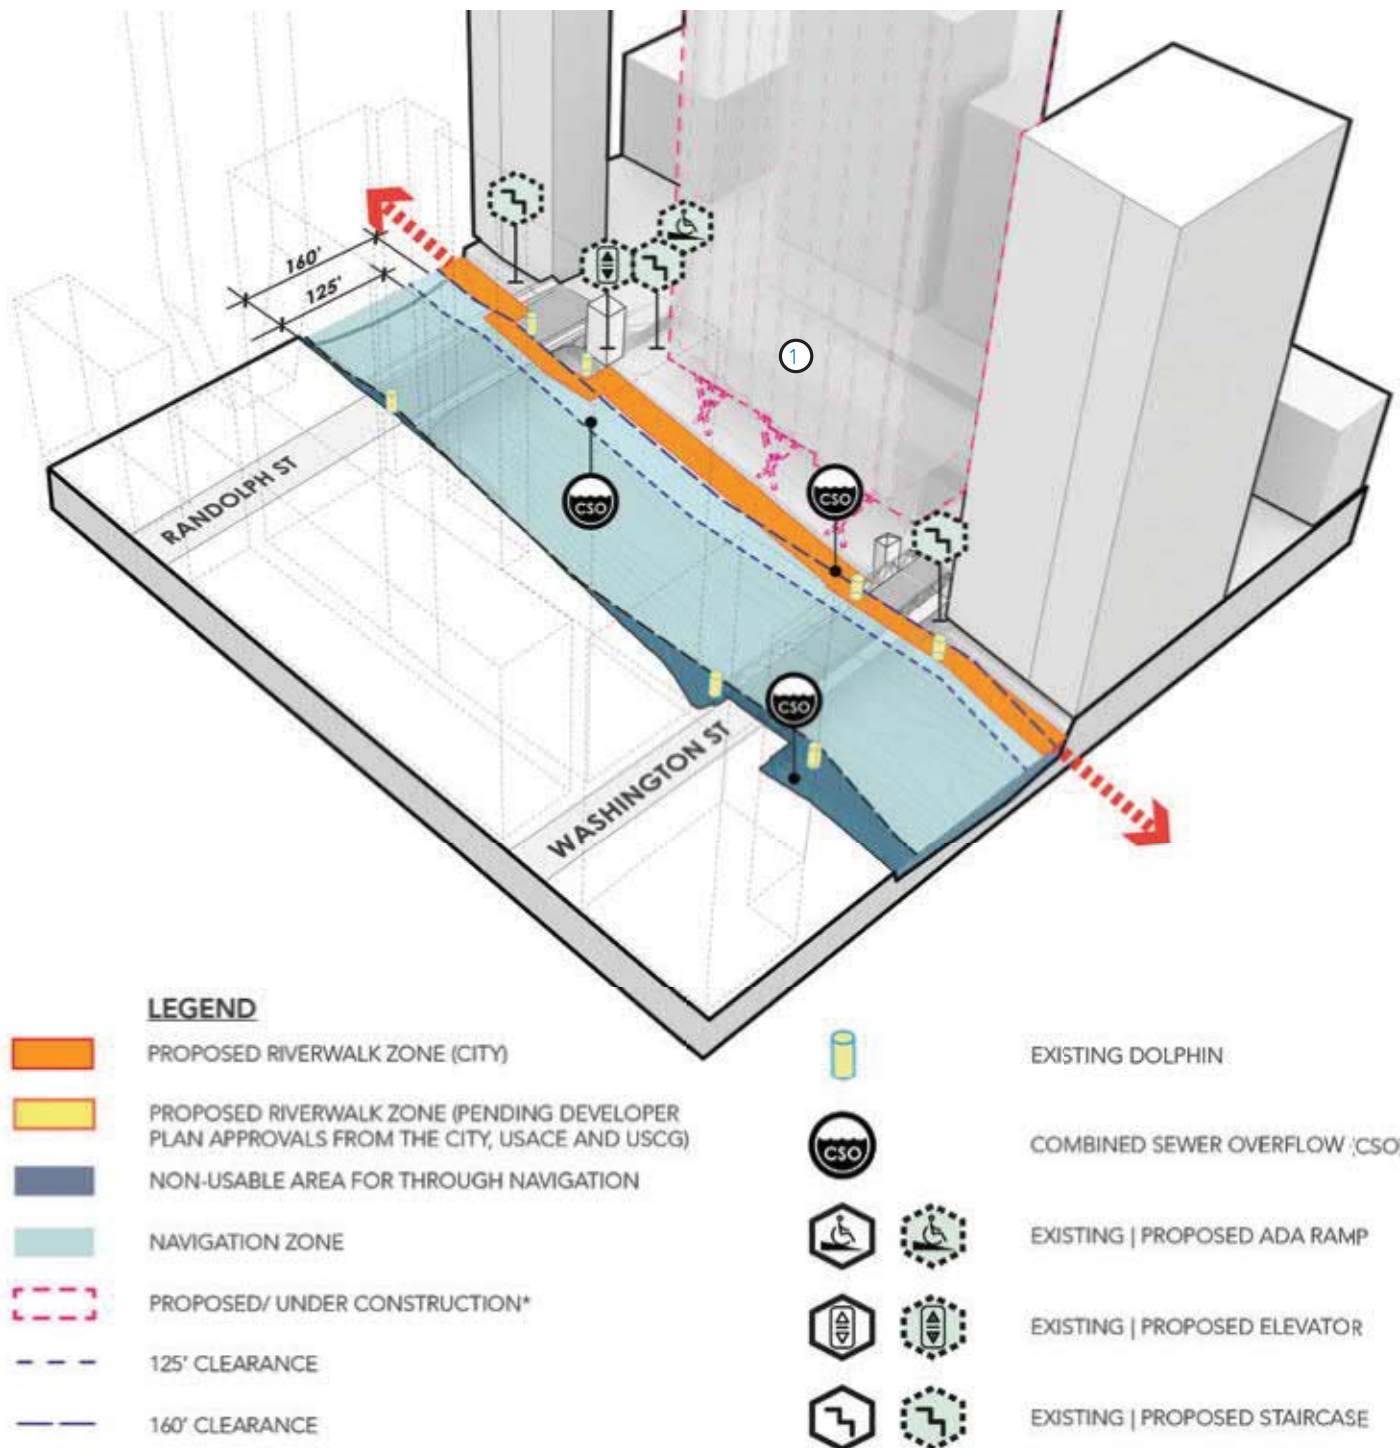 160'
125'
1
RANDOLPH ST
CSO
CSO
CSO
WASHINGTON ST
LEGEND
PROPOSED RIVERWALK ZONE (CITY)
PROPOSED RIVERWALK ZONE (PENDING DEVELOPER
PLAN APPROVALS FROM THE CITY, USACE AND USCG)
NON-USABLE AREA FOR THROUGH NAVIGATION
NAVIGATION ZONE
PROPOSED/ UNDER CONSTRUCTION*
125' CLEARANCE
160' CLEARANCE
EXISTING DOLPHIN
CSO
COMBINED SEWER OVERFLOW (CSO
EXISTING | PROPOSED ADA RAMP
EXISTING | PROPOSED ELEVATOR
EXISTING | PROPOSED STAIRCASE